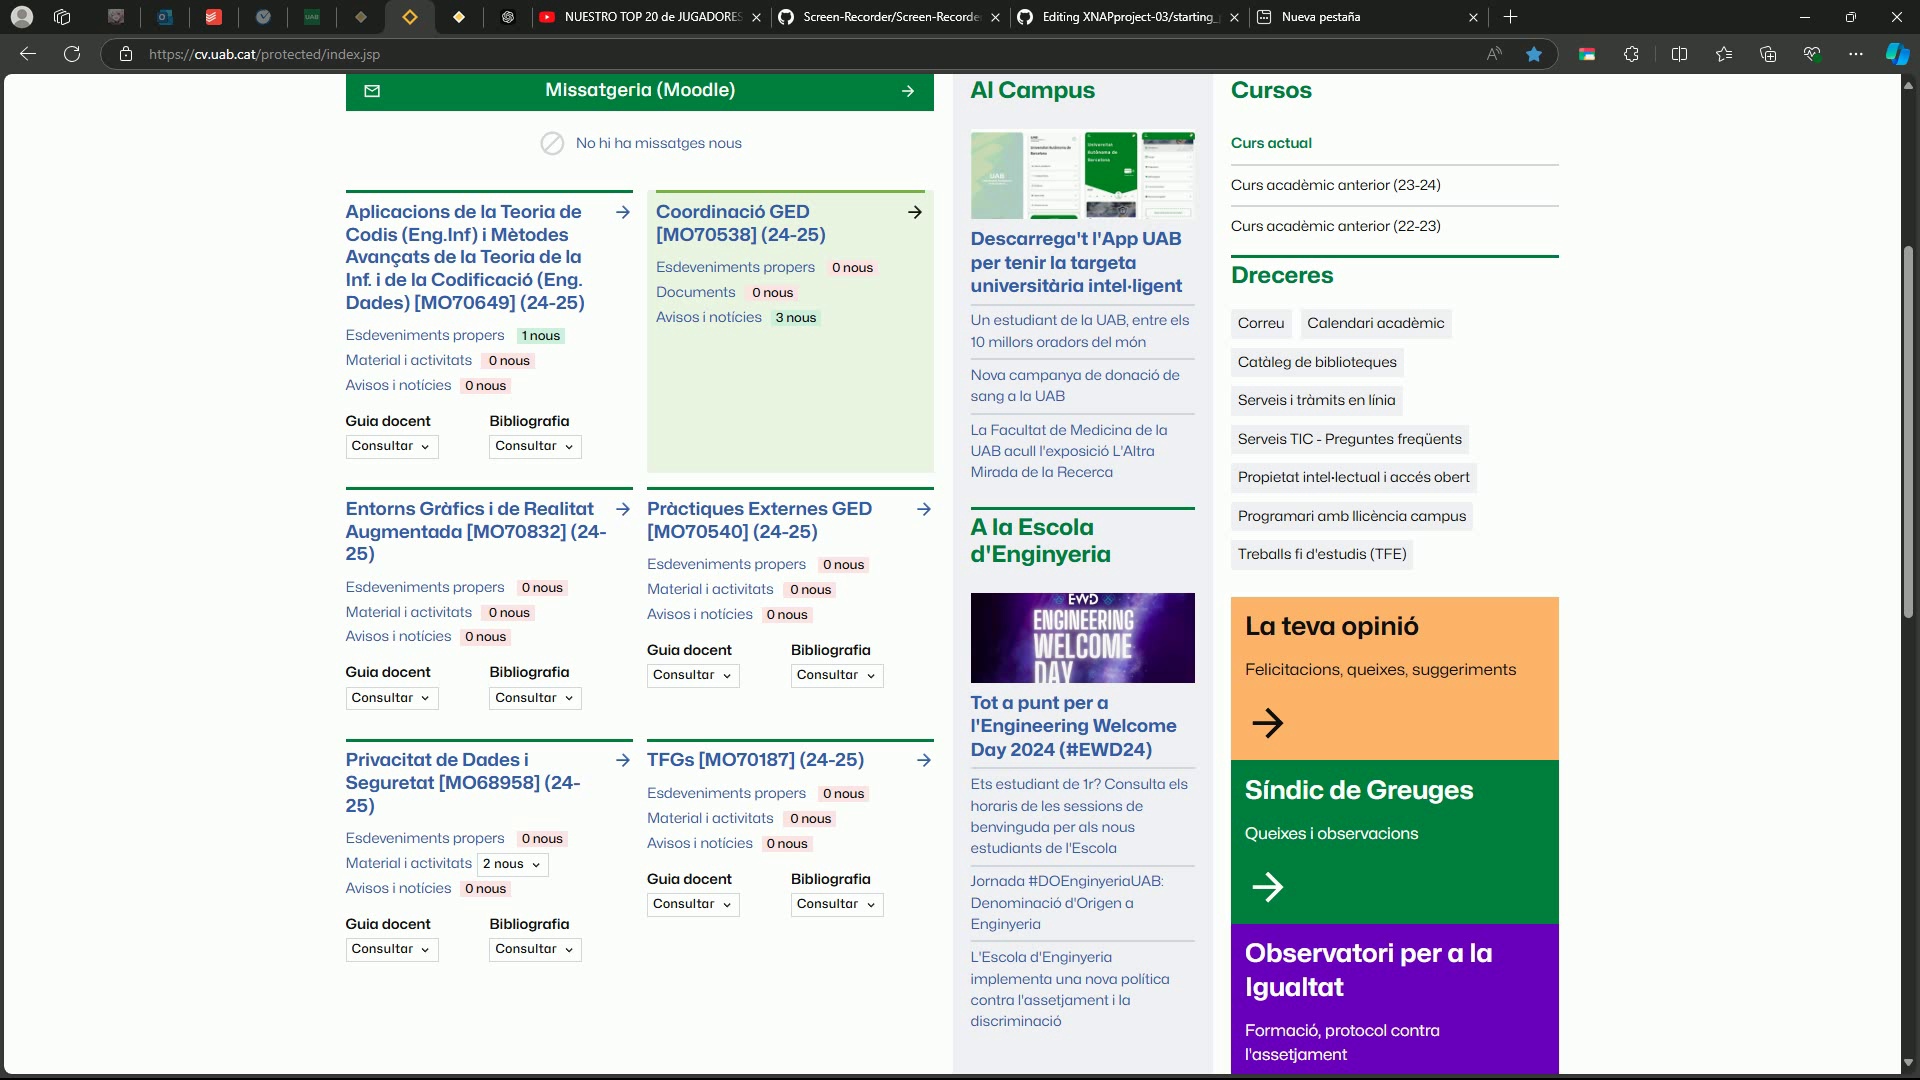 NUESTRO TOP 20 de JUGADORES
Screen-Recorder/Screen-Recorde
Editing XNAPproject-03/starting_
Nueva pestaña
https://cv.uab.cat/protected/index.jsp
Missatgeria (Moodle)
No hi ha missatges nous
Aplicacions de la Teoria de
Codis (Eng.Inf) i Mètodes
Avançats de la Teoria de la
Inf. i de la Codificació (Eng.
Dades) [MO70649] (24-25)
Esdeveniments propers 1 nous
Material i activitats 0 nous
Avisos i notícies 0 nous
Guia docent Bibliografia
Consultar Consultar
Coordinació GED
[MO70538] (24-25)
Esdeveniments propers 0 nous
Documents 0 nous
Avisos i notícies 3 nous
Entorns Gràfics i de Realitat
Augmentada [MO70832] (24-
25)
Esdeveniments propers 0 nous
Material i activitats 0 nous
Avisos i notícies 0 nous
Guia docent Bibliografia
Consultar Consultar
Pràctiques Externes GED
[MO70540] (24-25)
Esdeveniments propers 0 nous
Material i activitats 0 nous
Avisos i notícies 0 nous
Guia docent Bibliografia
Consultar Consultar
Privacitat de Dades i
Seguretat [MO68958] (24-
25)
Esdeveniments propers 0 nous
Material i activitats 2 nous
Avisos i notícies 0 nous
Guia docent Bibliografia
Consultar Consultar
TFGs [MO70187] (24-25)
Esdeveniments propers 0 nous
Material i activitats 0 nous
Avisos i notícies 0 nous
Guia docent Bibliografia
Consultar Consultar
Al Campus
Descarrega't l'App UAB
per tenir la targeta
universitària intel·ligent
Un estudiant de la UAB, entre els
10 millors oradors del món
Nova campanya de donació de
sang a la UAB
La Facultat de Medicina de la
UAB acull l'exposició L'Altra
Mirada de la Recerca
A la Escola
d'Enginyeria
EWD
ENGINEERING
WELCOME
DAY
Tot a punt per a
l'Engineering Welcome
Day 2024 (#EWD24)
Ets estudiant de 1r? Consulta els
horaris de les sessions de
benvinguda per als nous
estudiants de l'Escola
Jornada #DOEnginyeriaUAB:
Denominació d'Origen a
Enginyeria
L'Escola d'Enginyeria
implementa una nova política
contra l'assetjament i la
discriminació
Cursos
Curs actual
Curs acadèmic anterior (23-24)
Curs acadèmic anterior (22-23)
Dreceres
Correu Calendari acadèmic
Catàleg de biblioteques
Serveis i tràmits en línia
Serveis TIC - Preguntes freqüents
Propietat intel·lectual i accés obert
Programari amb llicència campus
Treballs fi d'estudis (TFE)
La teva opinió
Felicitacions, queixes, suggeriments
Síndic de Greuges
Queixes i observacions
Observatori per a la
Igualtat
Formació, protocol contra
l'assetjament